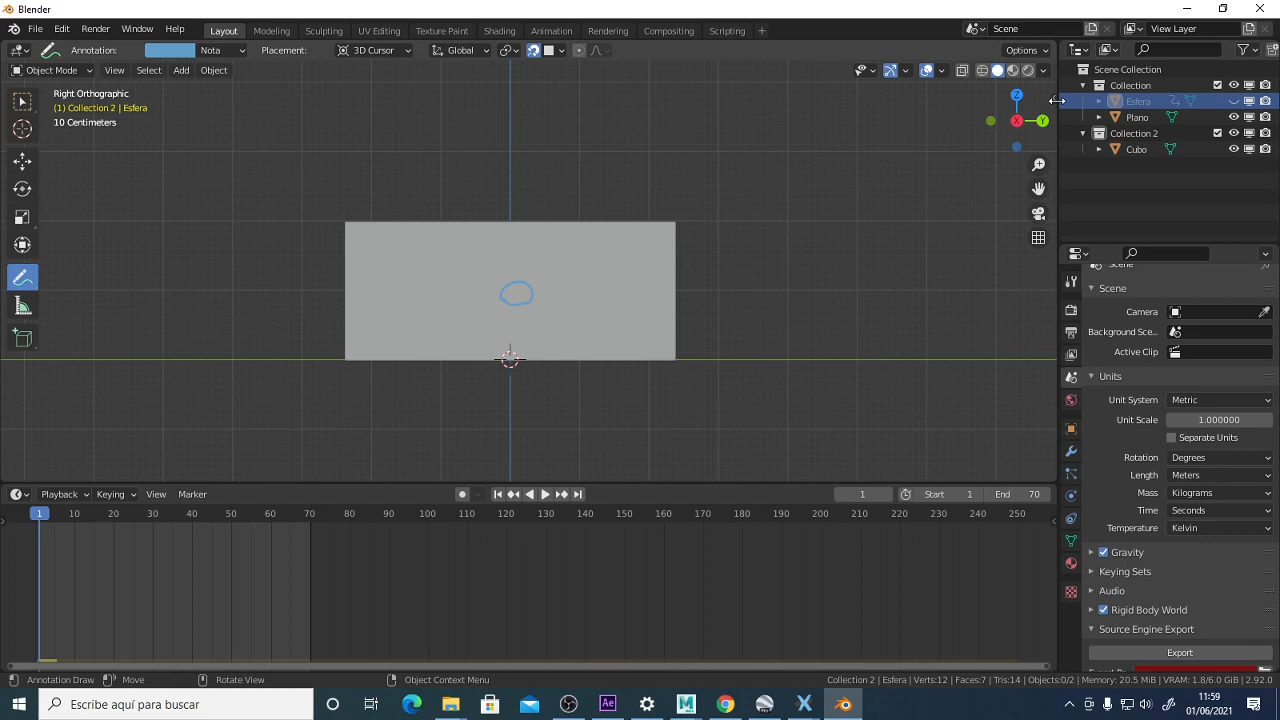 Blender
File Edit Render Window Help Layout Modeling Sculpting UV Editing Texture Paint Shading Animation Rendering Compositing Scripting + Scene View Layer
Annotation: Nota Placement: 3D Cursor Global Options
Object Mode View Select Add Object
Right Orthographic
(1) Collection 2 | Esfera
10 Centimeters
Z
Y
X
Scene Collection
Collection
Esfera
Plano
Collection 2
Cubo
Scene
Scene
Camera
Background Sce...
Active Clip
Units
Unit System Metric
Unit Scale 1.000000
Separate Units
Rotation Degrees
Length Meters
Mass Kilograms
Time Seconds
Temperature Kelvin
Gravity
Keying Sets
Audio
Rigid Body World
Source Engine Export
Export
Playback Keying View Marker 1 Start 1 End 70
1 10 20 30 40 50 60 70 80 90 100 110 120 130 140 150 160 170 180 190 200 210 220 230 240 250
Annotation Draw Move Rotate View Object Context Menu Collection 2 | Esfera | Verts:12 | Faces:7 | Tris:14 | Objects:0/2 | Memory: 20.5 MiB | VRAM: 1.8/6.0 GiB | 2.92.0
Escribe aquí para buscar
11:59
01/06/2021